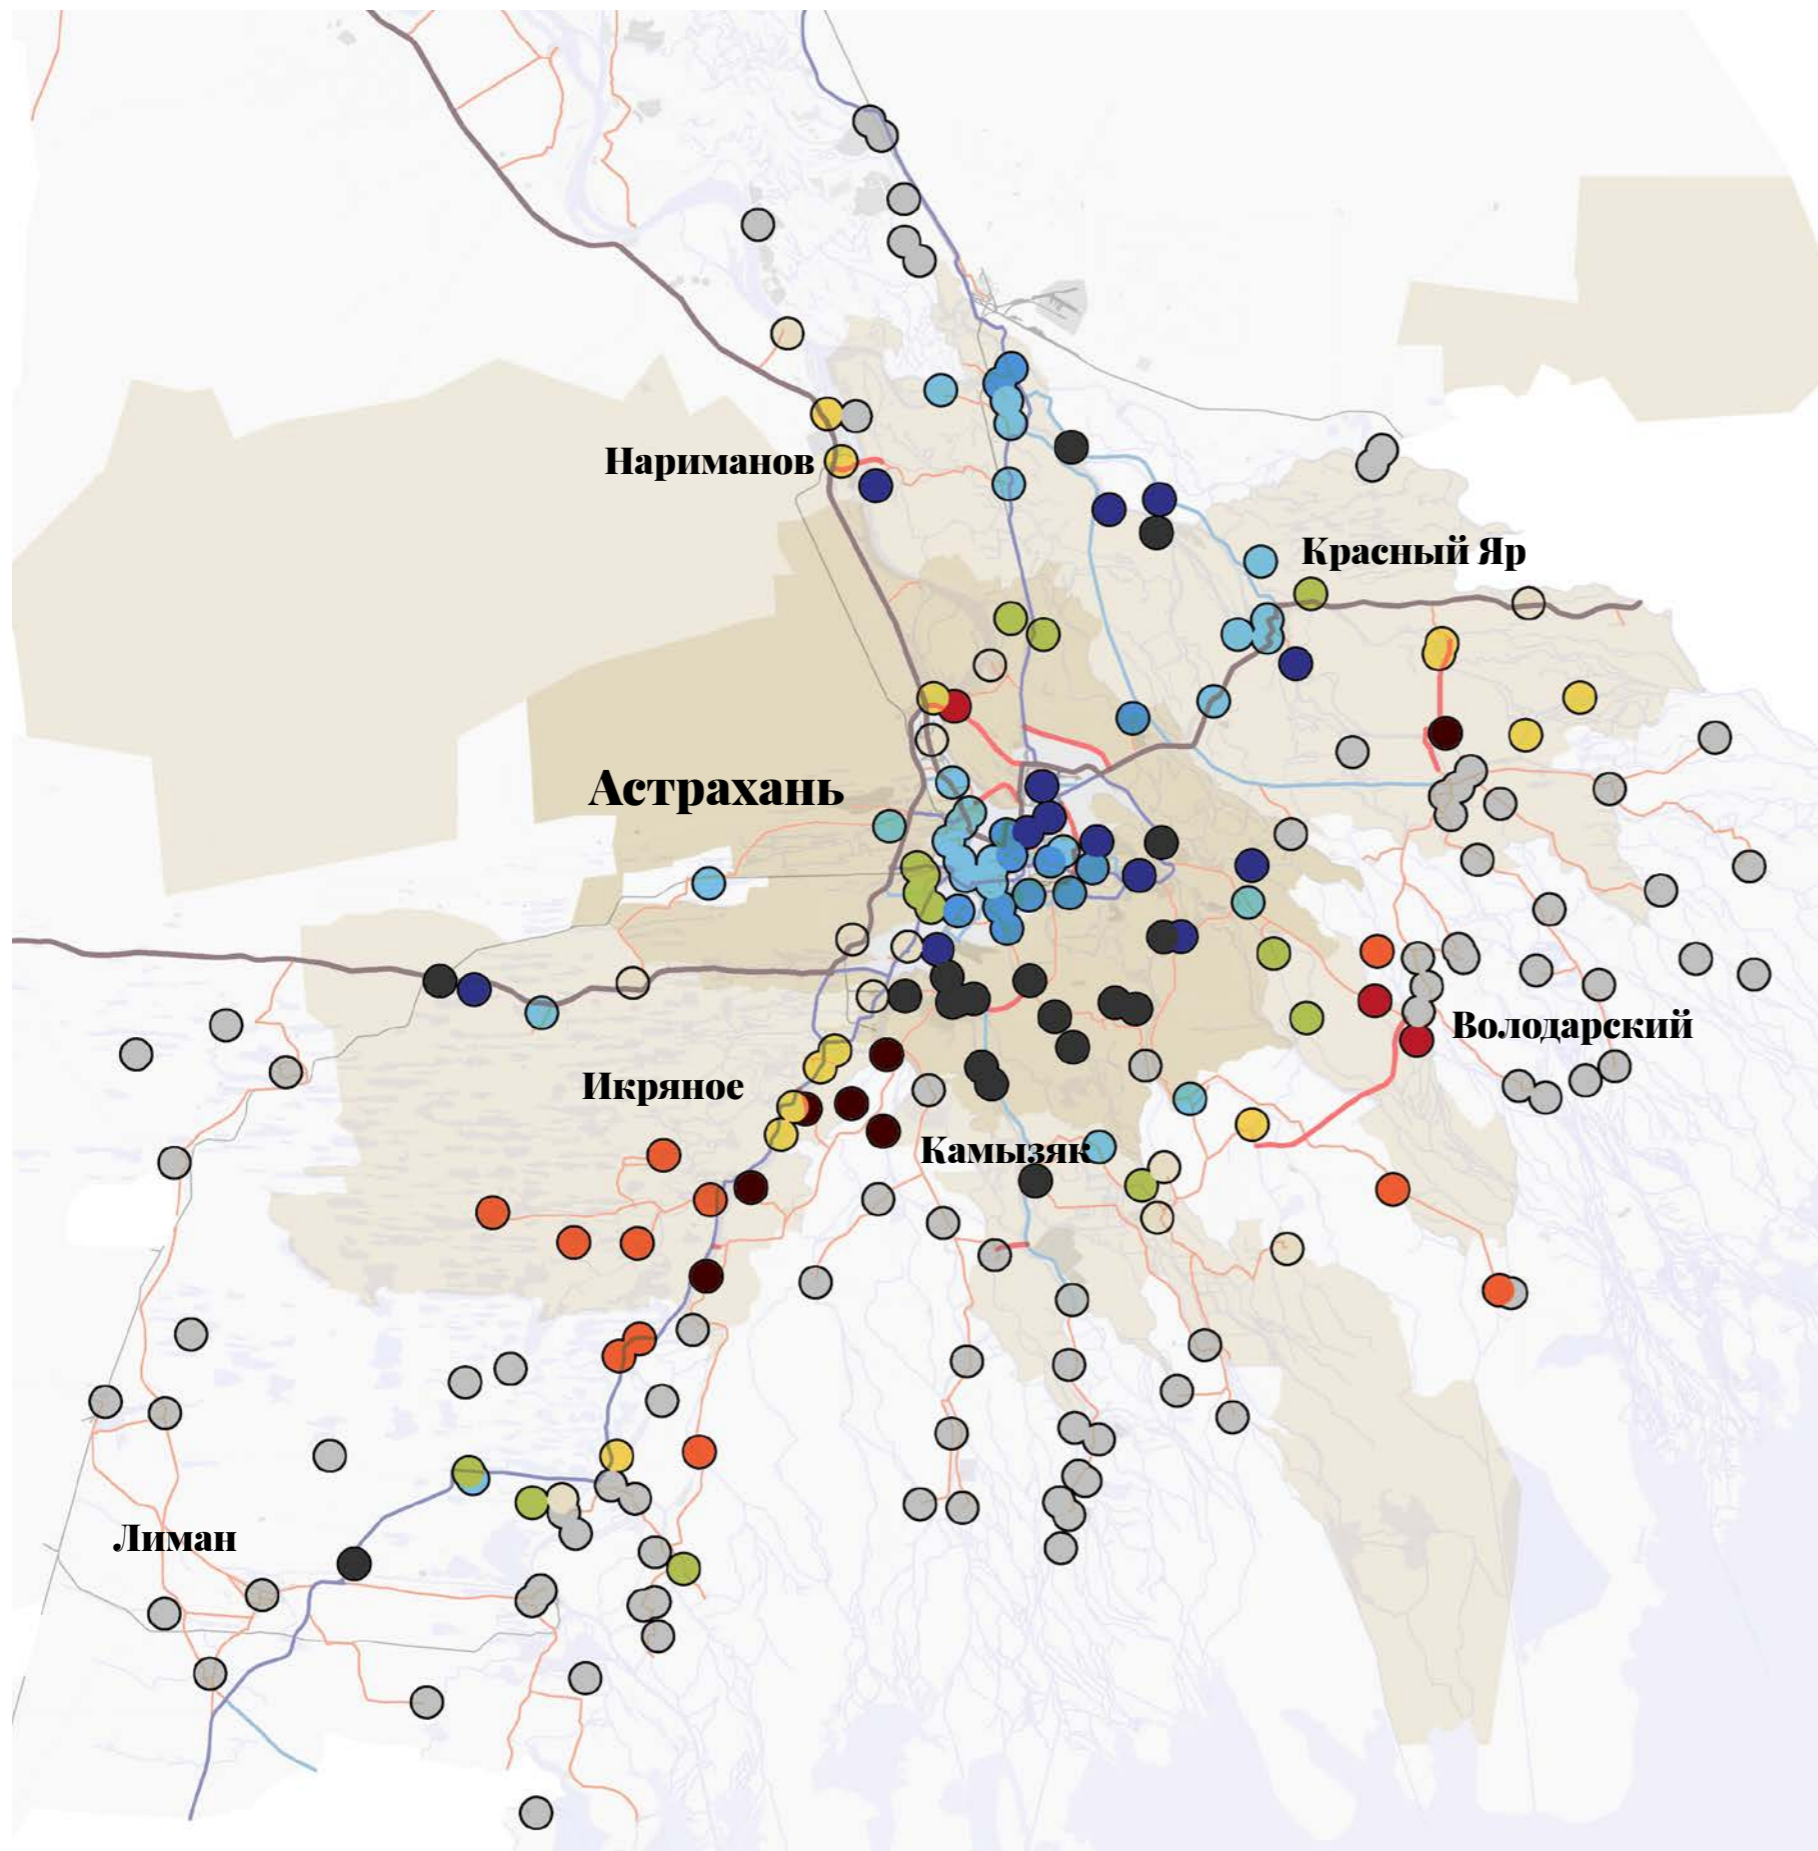 Нариманов
Красный Яр
Астрахань
Володарский
Икряное
Камызяк
Лиман